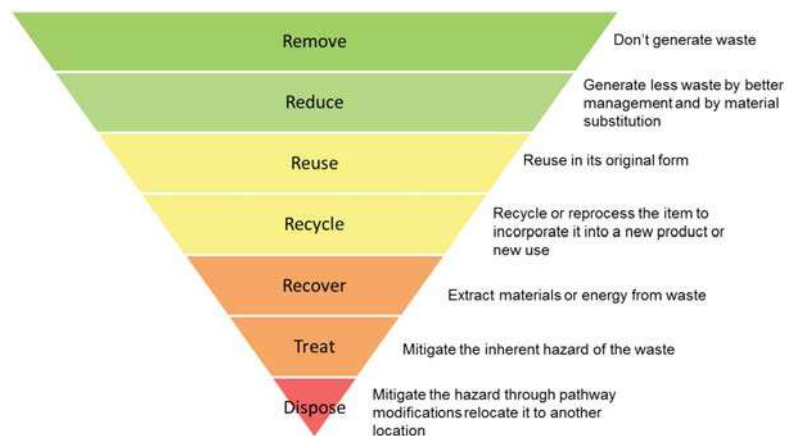 Remove
Don't generate waste
Reduce
Generate less waste by better
management and by material
substitution
Reuse
Reuse in its original form
Recycle
Recycle or reprocess the item to
incorporate it into a new product or
new use
Recover
Extract materials or energy from waste
Treat
Mitigate the inherent hazard of the waste
Dispose
Mitigate the hazard through pathway
modifications relocate it to another
location